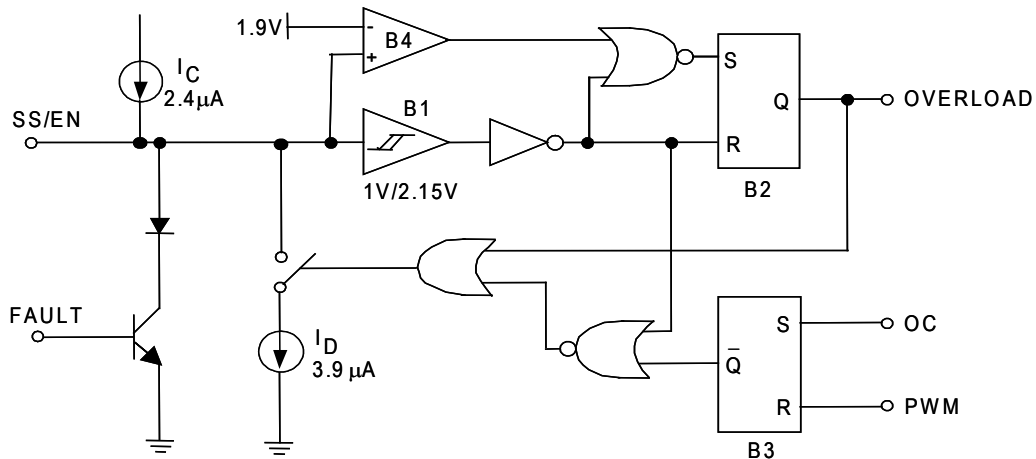 1.9V
-
+
B4
I C
2.4µA
SS/EN
B1
1V/2.15V
S
Q
R
B2
OVERLOAD
FAULT
I D
3.9 µA
S
Q̅
R
B3
OC
PWM